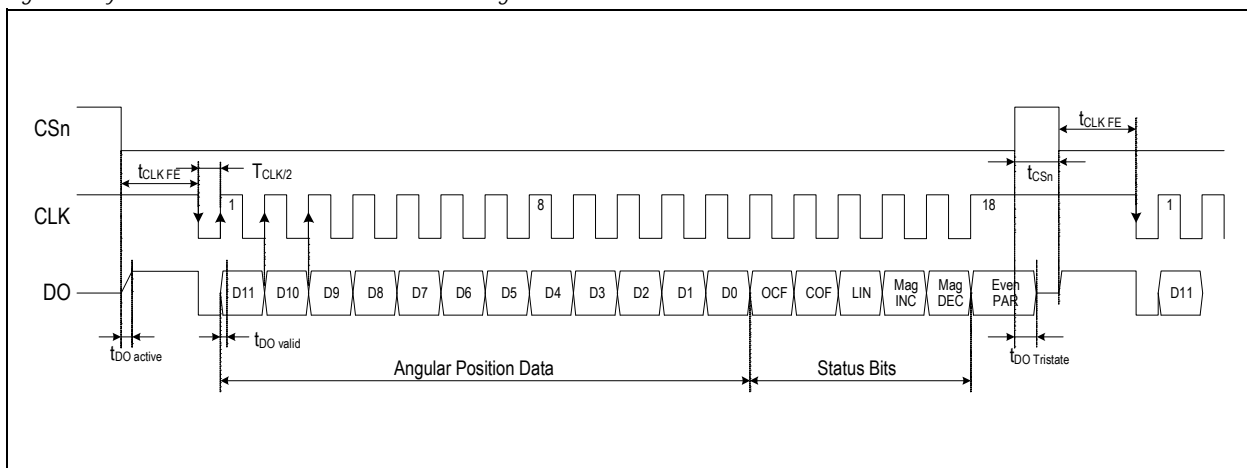 CSn
tCLK FE
tCLK FE
TCLK/2
tCSn
CLK
1
8
18
1
DO
D11 D10 D9 D8 D7 D6 D5 D4 D3 D2 D1 D0 OCF COF LIN Mag INC Mag DEC Even PAR D11
tDO active
tDO valid
tDO Tristate
Angular Position Data
Status Bits